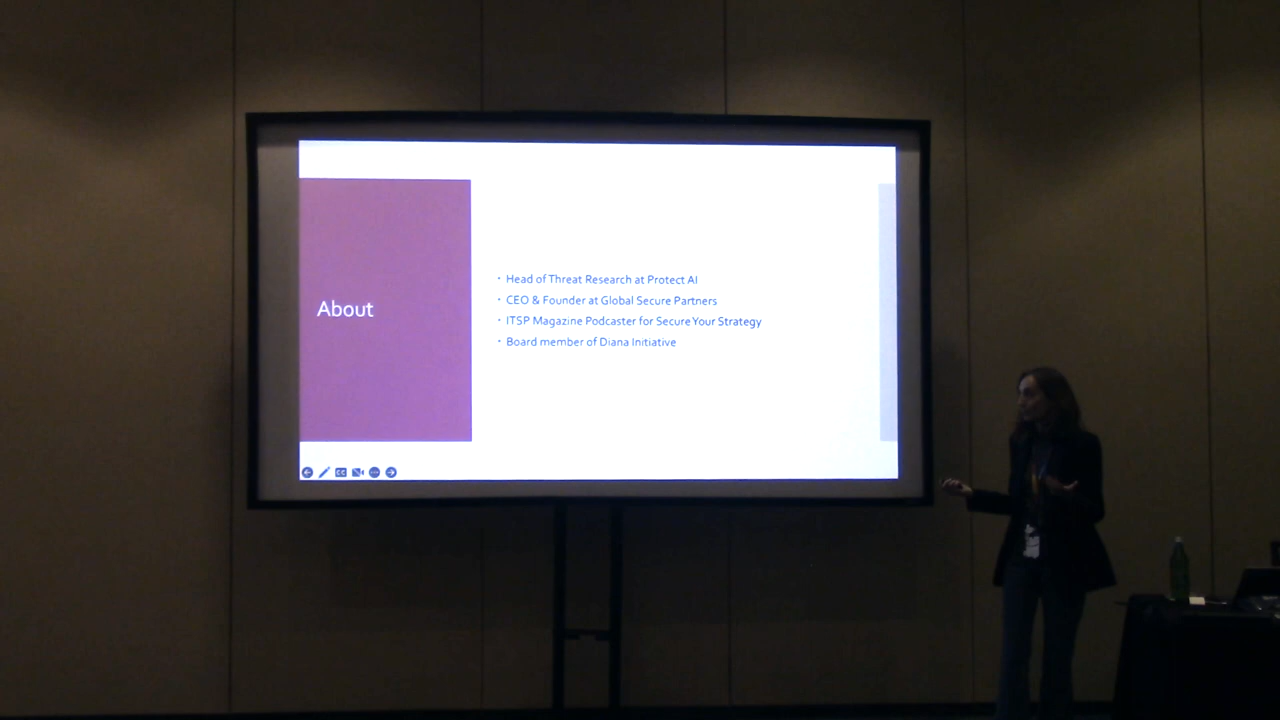 About
• Head of Threat Research at Protect AI
• CEO & Founder at Global Secure Partners
• ITSP Magazine Podcaster for Secure Your Strategy
• Board member of Diana Initiative
CC